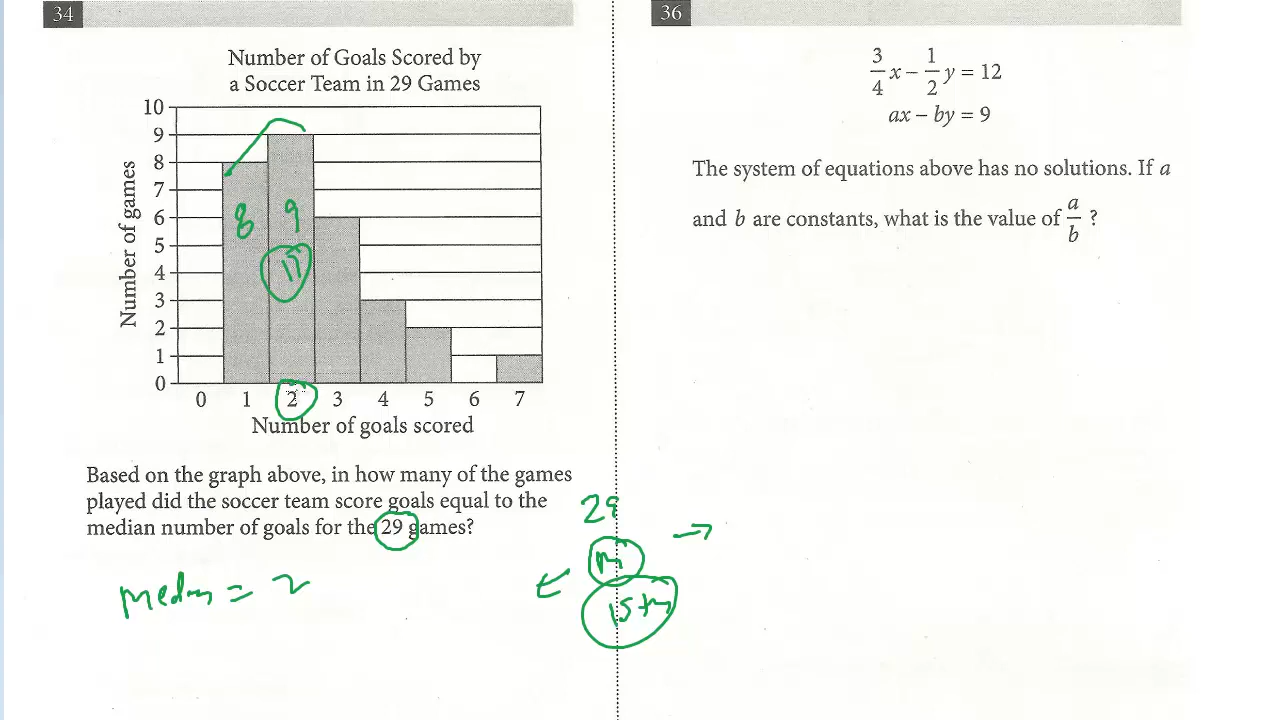 34
Number of Goals Scored by
a Soccer Team in 29 Games
10
9
8
7
6
5
4
3
2
1
0
Number of games
8
9
17
0 1 2 3 4 5 6 7
Number of goals scored
Based on the graph above, in how many of the games
played did the soccer team score goals equal to the
median number of goals for the 29 games?
median = 2
29
m
15th
36
3/4 x − 1/2 y = 12
ax − by = 9
The system of equations above has no solutions. If a
and b are constants, what is the value of a/b ?